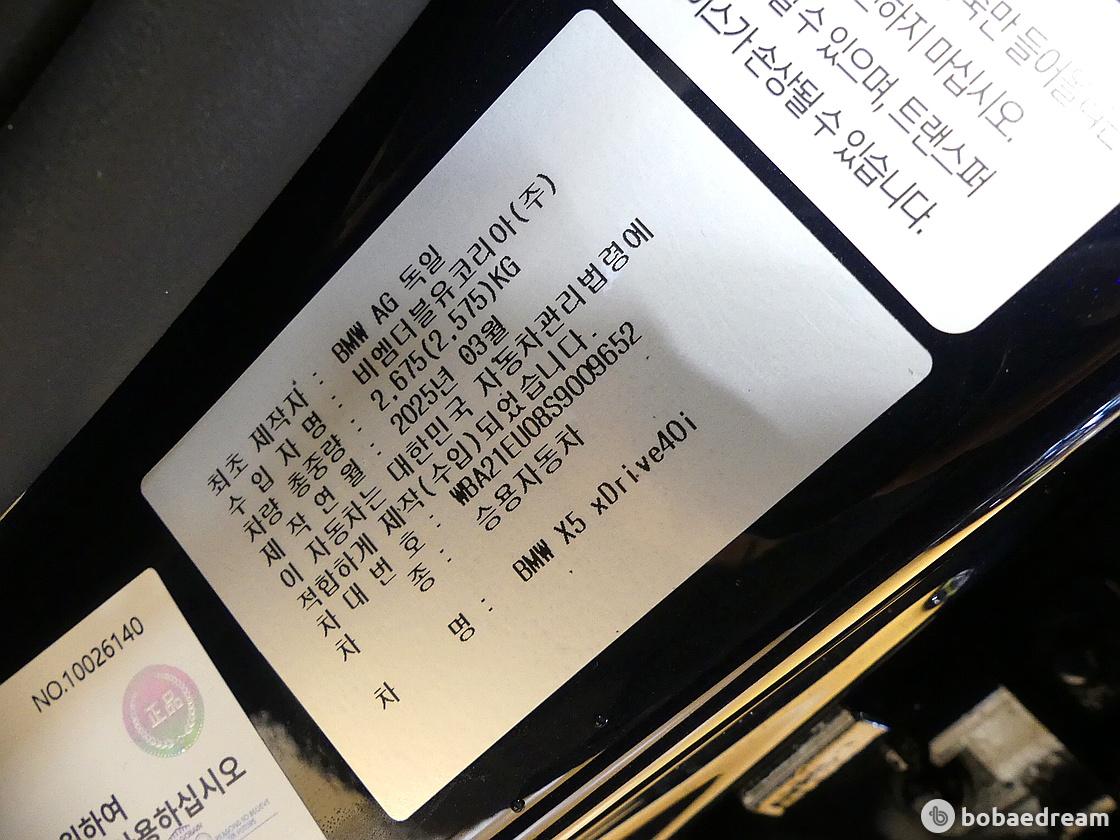 최초 제작자 : BMW AG 독일
수 입 자 명 : 비엠더블유코리아(주)
차량 총중량 : 2,675(2,575)KG
제 작 연 월 : 2025년 03월
이 자동차는 대한민국 자동차관리법령에
적합하게 제작(수입)되었습니다.
차 대 번 호 : WBA21EU08S9009652
차 종 : 승용자동차
차 명 : BMW X5 xDrive40i
하지 마십시오.
수 있으며, 트랜스퍼
손상될 수 있습니다.
NO.10026140
正品
위하여
사용하십시오
bobaedream